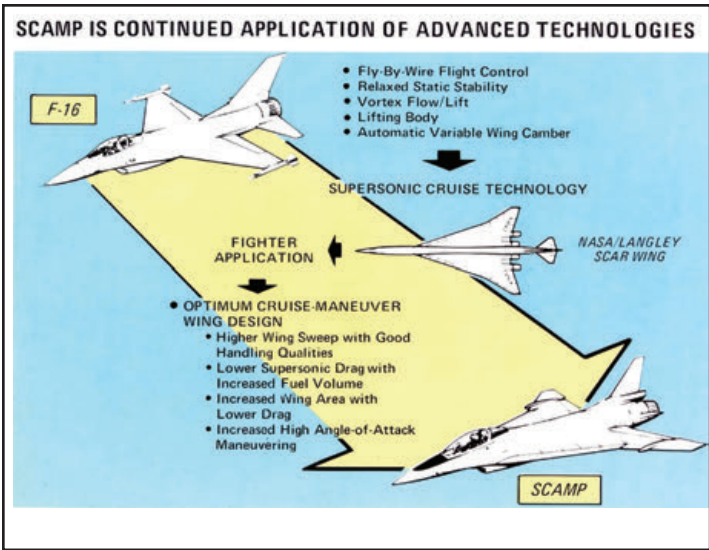 SCAMP IS CONTINUED APPLICATION OF ADVANCED TECHNOLOGIES
F-16
• Fly-By-Wire Flight Control
• Relaxed Static Stability
• Vortex Flow/Lift
• Lifting Body
• Automatic Variable Wing Camber
SUPERSONIC CRUISE TECHNOLOGY
NASA/LANGLEY
SCAR WING
FIGHTER
APPLICATION
• OPTIMUM CRUISE-MANEUVER
WING DESIGN
• Higher Wing Sweep with Good
Handling Qualities
• Lower Supersonic Drag with
Increased Fuel Volume
• Increased Wing Area with
Lower Drag
• Increased High Angle-of-Attack
Maneuvering
SCAMP